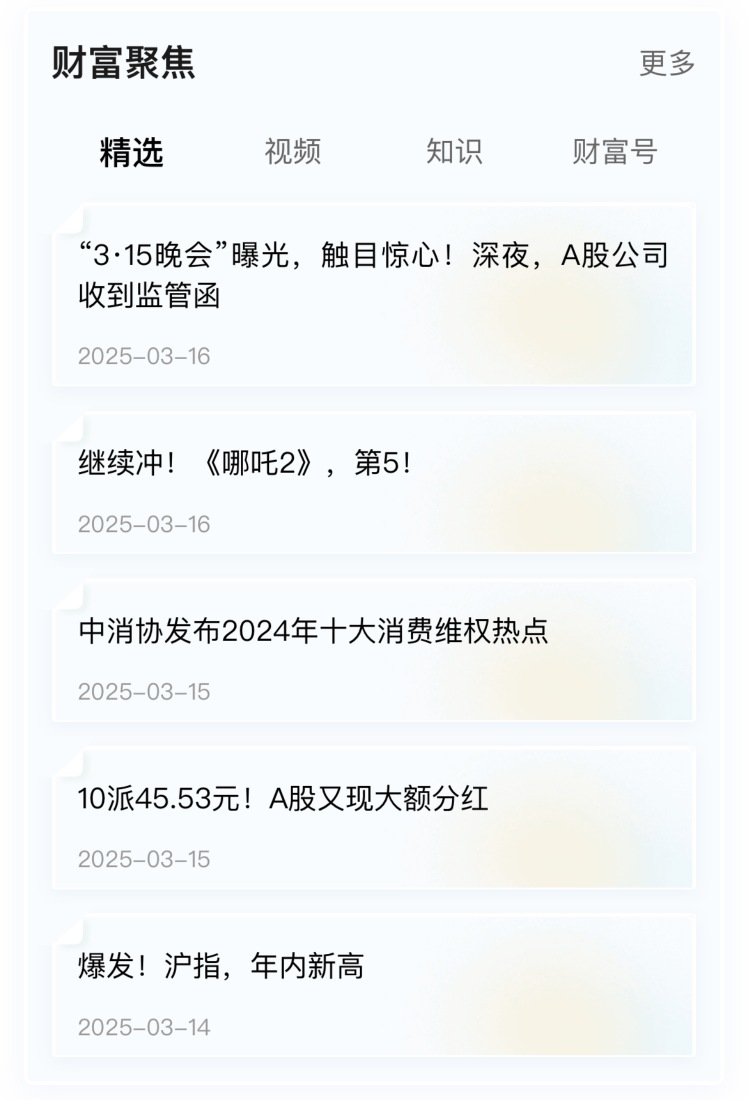 财富聚焦
更多
精选
视频
知识
财富号
“3·15晚会”曝光，触目惊心！深夜，A股公司
收到监管函
2025-03-16
继续冲！《哪吒2》，第5！
2025-03-16
中消协发布2024年十大消费维权热点
2025-03-15
10派45.53元！A股又现大额分红
2025-03-15
爆发！沪指，年内新高
2025-03-14